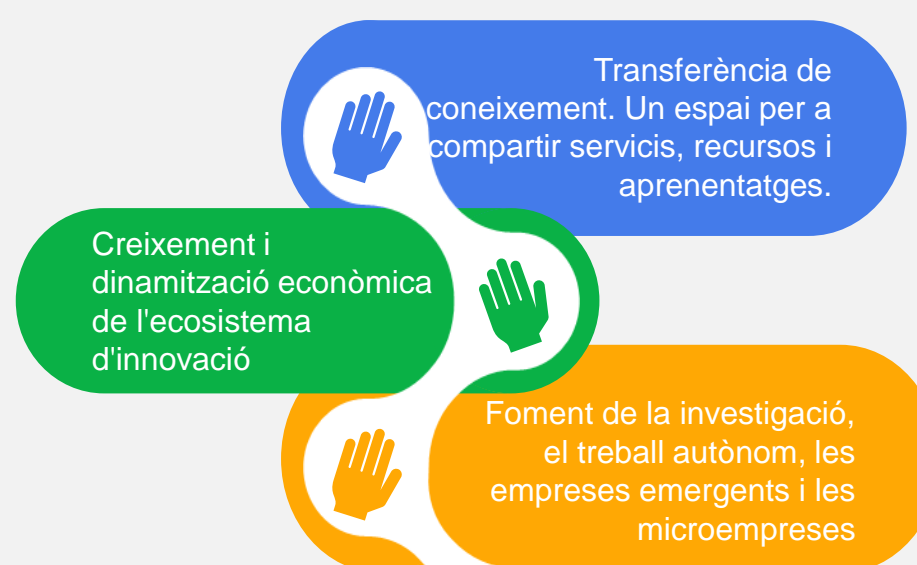 Transferència de
coneixement. Un espai per a
compartir servicis, recursos i
aprenentatges.
Creixement i
dinamització econòmica
de l'ecosistema
d'innovació
Foment de la investigació,
el treball autònom, les
empreses emergents i les
microempreses